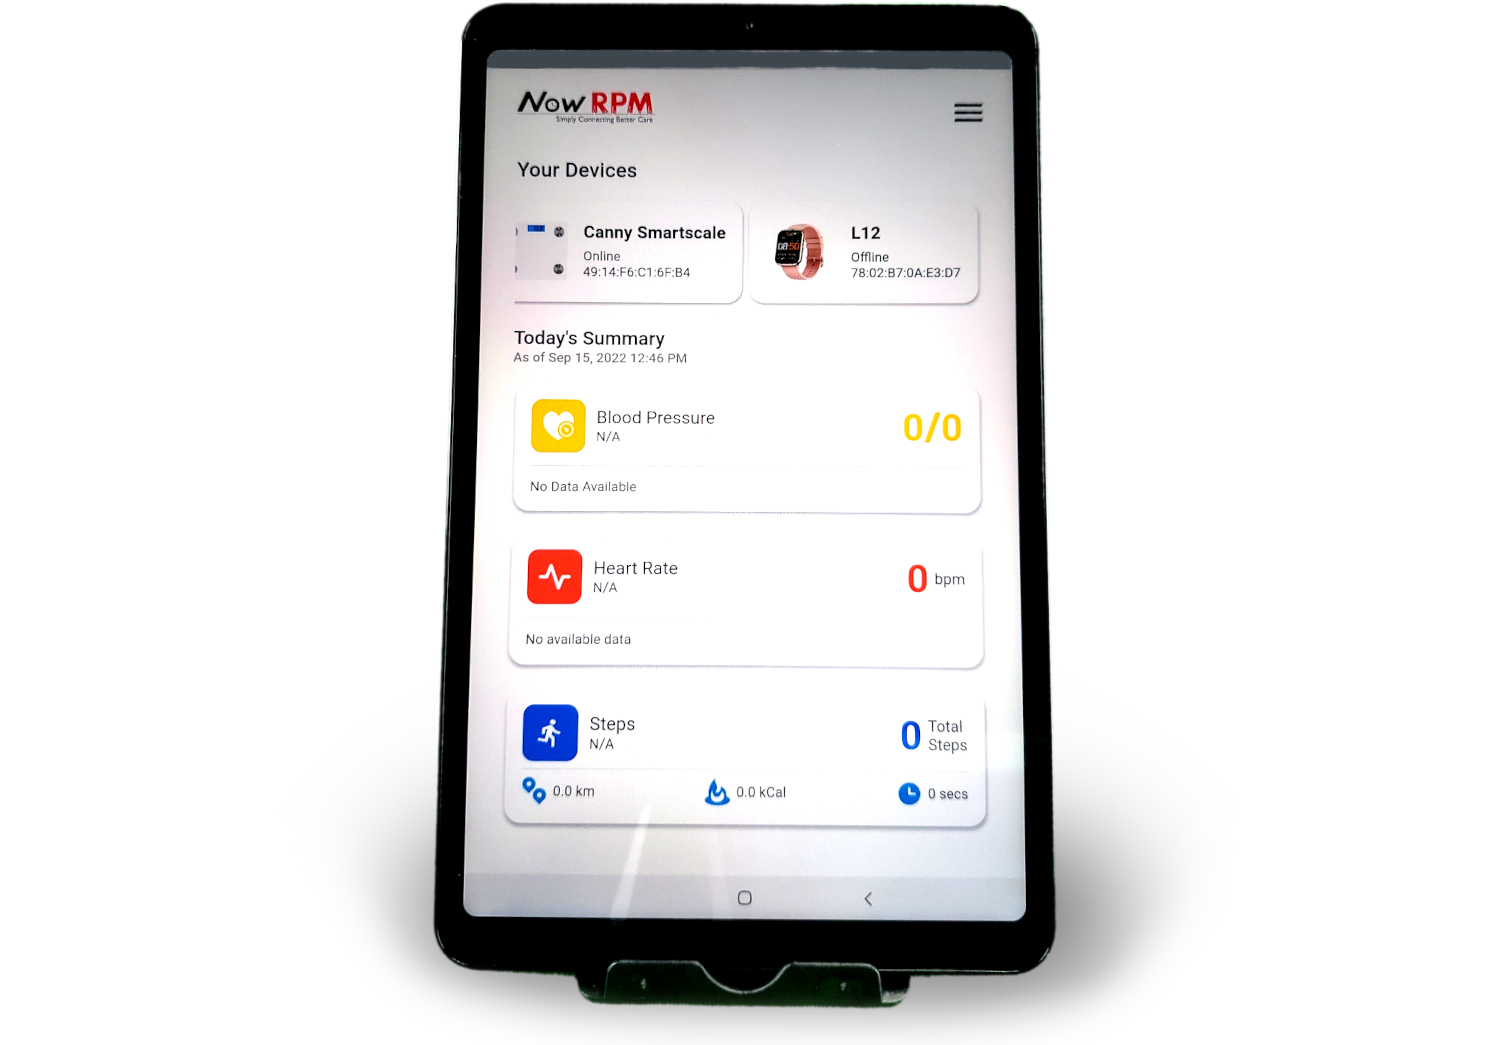 Now RPM
Simply Connecting Better Care
Your Devices
Canny Smartscale
Online
49:14:F6:C1:6F:B4
08:50
L12
Offline
78:02:B7:0A:E3:D7
Today's Summary
As of Sep 15, 2022 12:46 PM
Blood Pressure
N/A
0/0
No Data Available
Heart Rate
N/A
0 bpm
No available data
Steps
N/A
0 Total
Steps
0.0 km
0.0 kCal
0 secs